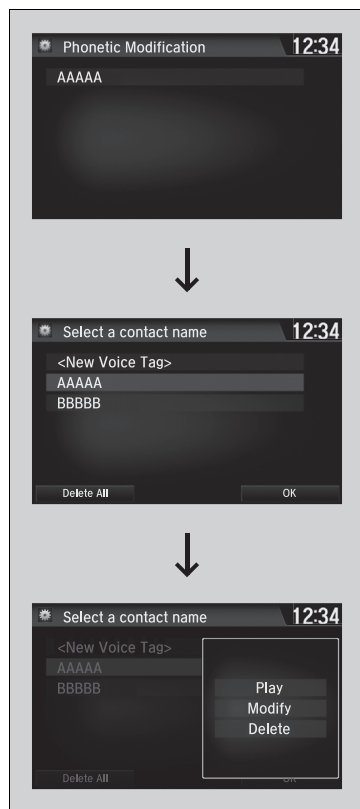 Phonetic Modification 12:34
AAAAA
Select a contact name 12:34
<New Voice Tag>
AAAAA
BBBBB
Delete All OK
Select a contact name 12:34
<New Voice Tag>
AAAAA
BBBBB
Play
Modify
Delete
Delete All OK